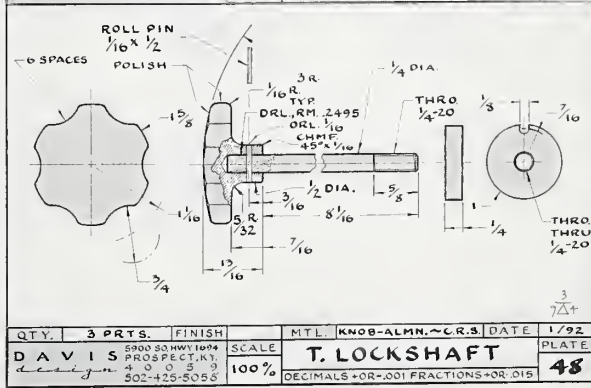 ROLL PIN
1/16 x 1/2
6 SPACES
POLISH
3 R.
1/16 R.
TYP.
DRL., RM. .2495
DRL. 1/16
CHMF.
45° x 1/16
1/4 DIA.
THRD.
1/4-20
1/8
7/16
1 5/8
1 1/16
3/4
5/32 R
1/2 DIA.
3/16
8 1/16
5/8
7/16
13/16
1/4
1
THRD.
THRU
1/4-20
QTY. 3 PRTS. FINISH
MTL. KNOB-ALMN.~C.R.S. DATE 1/92
DAVIS
design
5900 SO. HWY 1694
PROSPECT, KY.
40059
502-425-5058
SCALE
100%
T. LOCKSHAFT
DECIMALS + OR - .001 FRACTIONS + OR - .015
PLATE
48